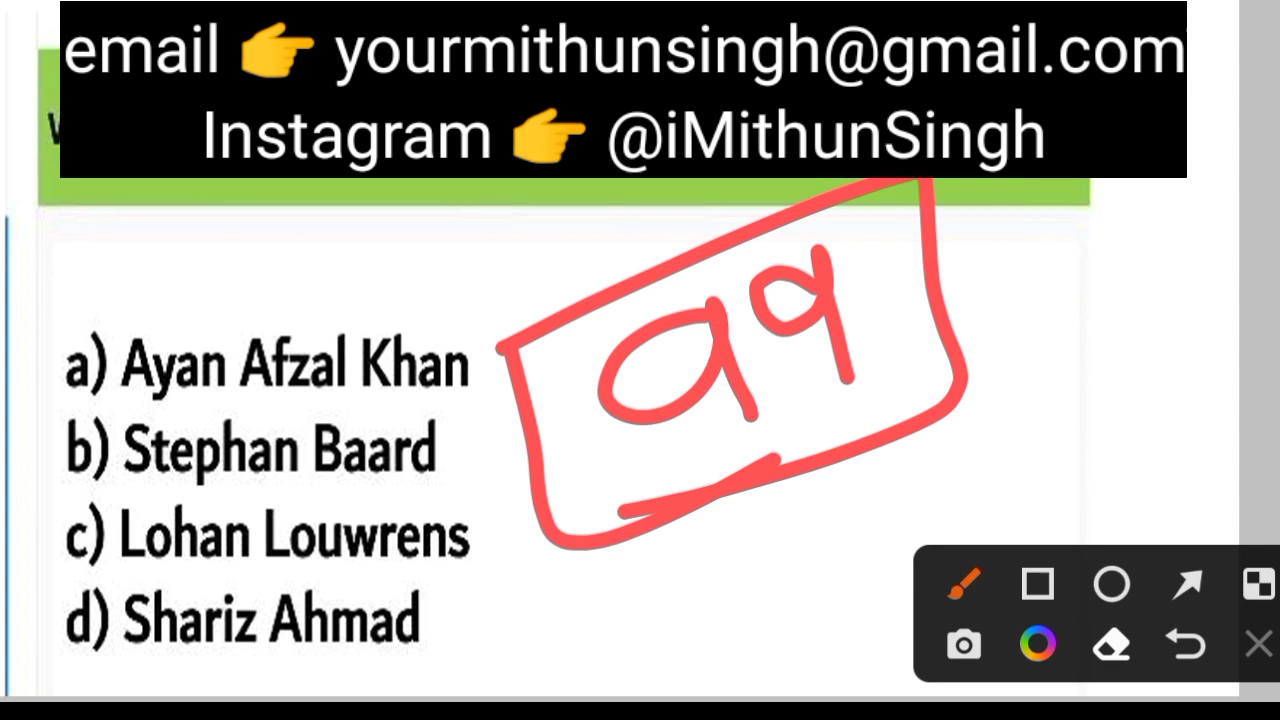 email 👉 yourmithunsingh@gmail.com
Instagram 👉 @iMithunSingh
99
a) Ayan Afzal Khan
b) Stephan Baard
c) Lohan Louwrens
d) Shariz Ahmad